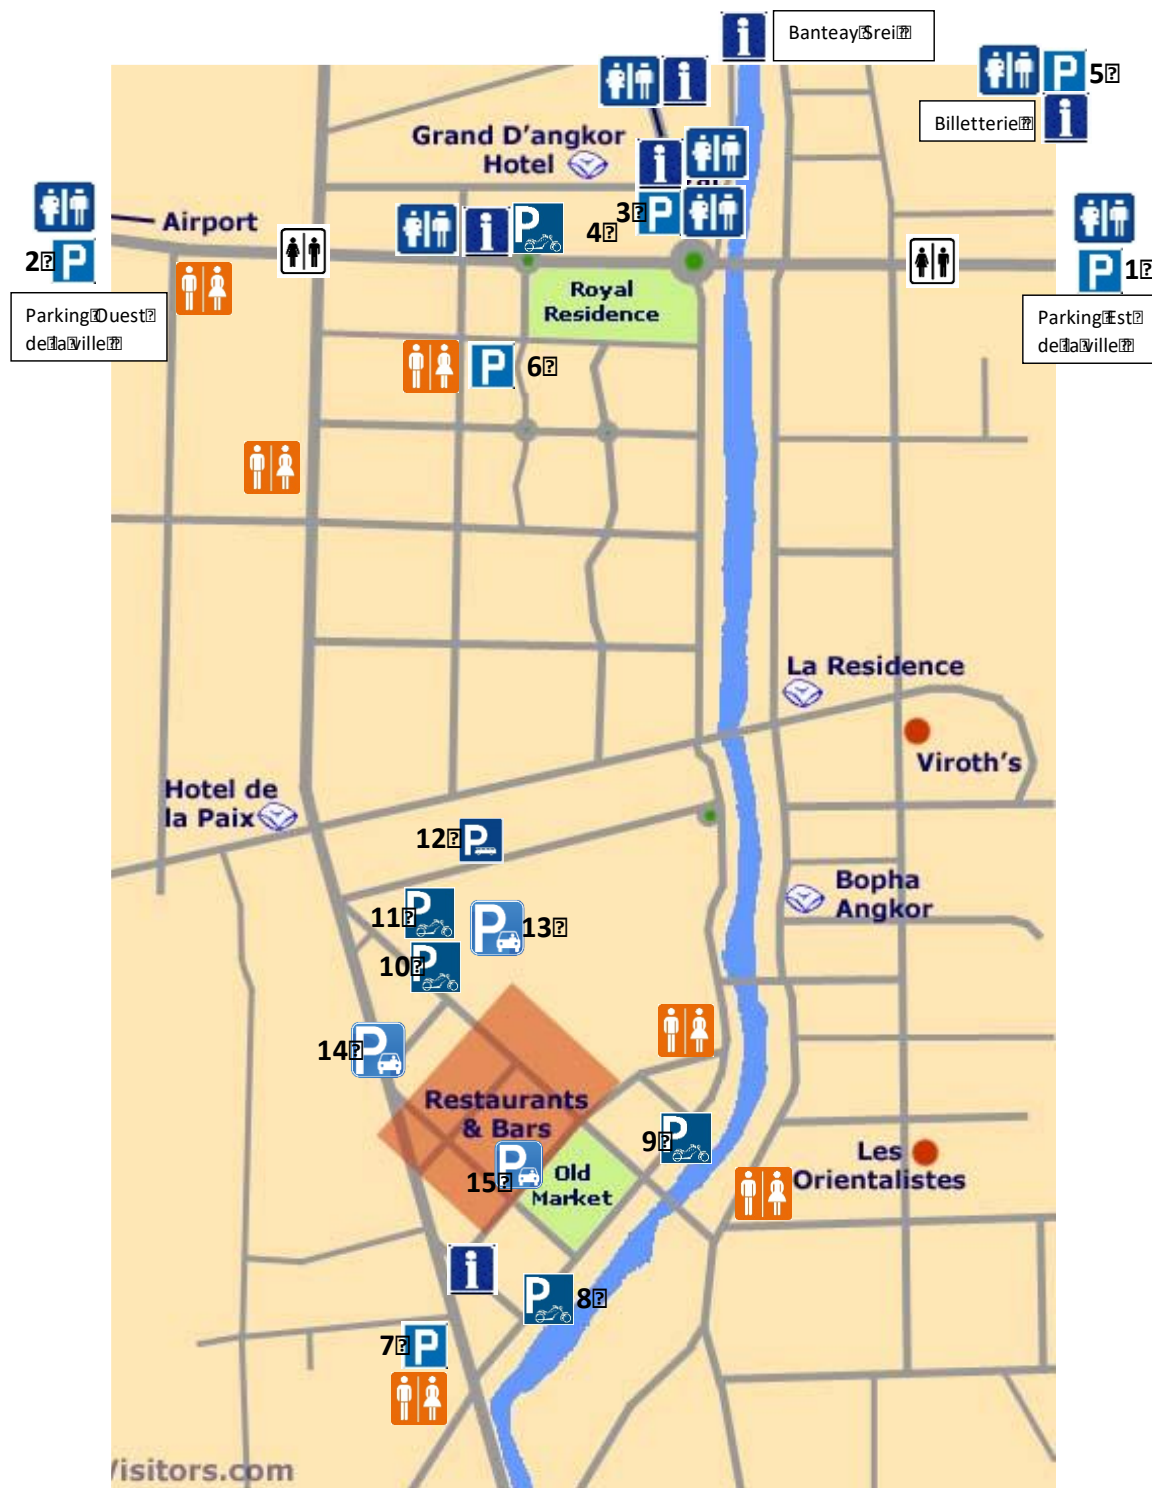 Banteay Srei
5
Billetterie
Grand D'angkor
Hotel
Airport
3
4
2
1
Parking Ouest
de la ville
Royal
Residence
Parking Est
de la ville
6
La Residence
Viroth's
Hotel de
la Paix
12
Bopha
Angkor
11
13
10
14
Restaurants
& Bars
9
15
Old
Market
Les
Orientalistes
8
7
isitors.com